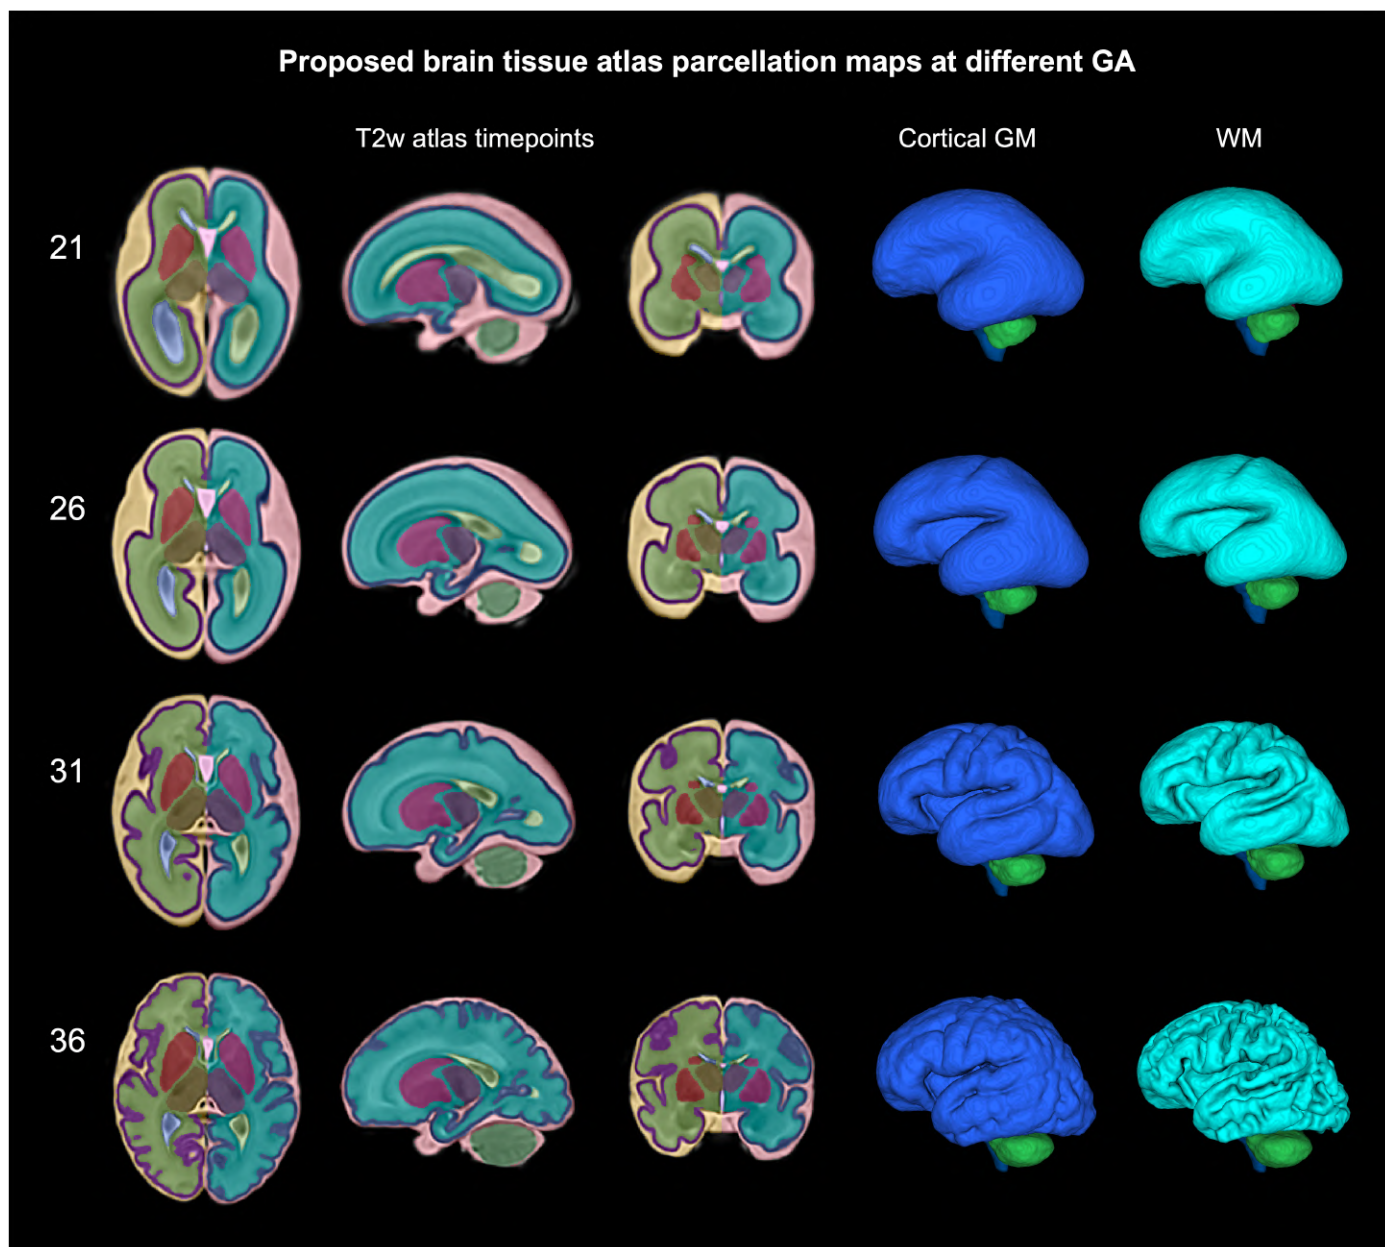 Proposed brain tissue atlas parcellation maps at different GA
T2w atlas timepoints
Cortical GM
WM
21
26
31
36